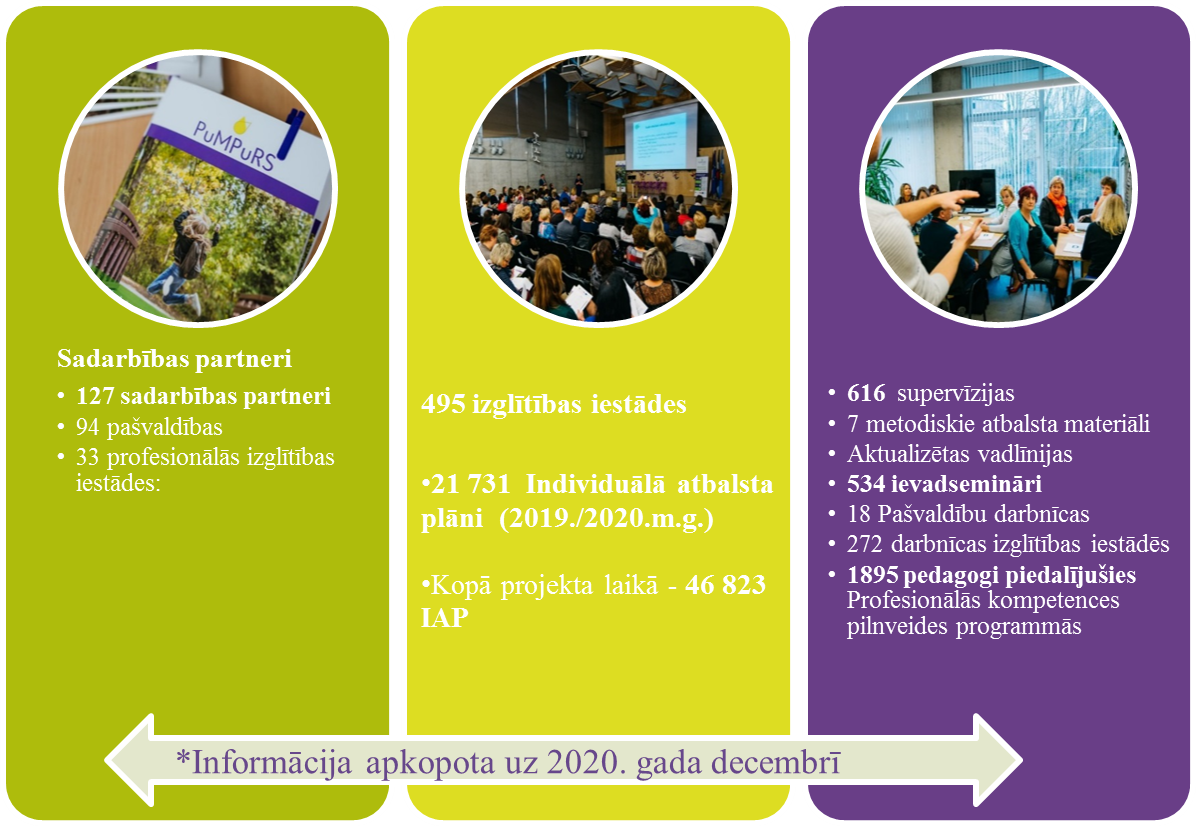 PuMPuRS
Sadarbības partneri
• 127 sadarbības partneri
• 94 pašvaldības
• 33 profesionālās izglītības
iestādes:
495 izglītības iestādes
•21 731 Individuālā atbalsta
plāni (2019./2020.m.g.)
•Kopā projekta laikā - 46 823
IAP
• 616 supervīzijas
• 7 metodiskie atbalsta materiāli
• Aktualizētas vadlīnijas
• 534 ievadsemināri
• 18 Pašvaldību darbnīcas
• 272 darbnīcas izglītības iestādēs
• 1895 pedagogi piedalījušies
Profesionālās kompetences
pilnveides programmās
*Informācija apkopota uz 2020. gada decembrī